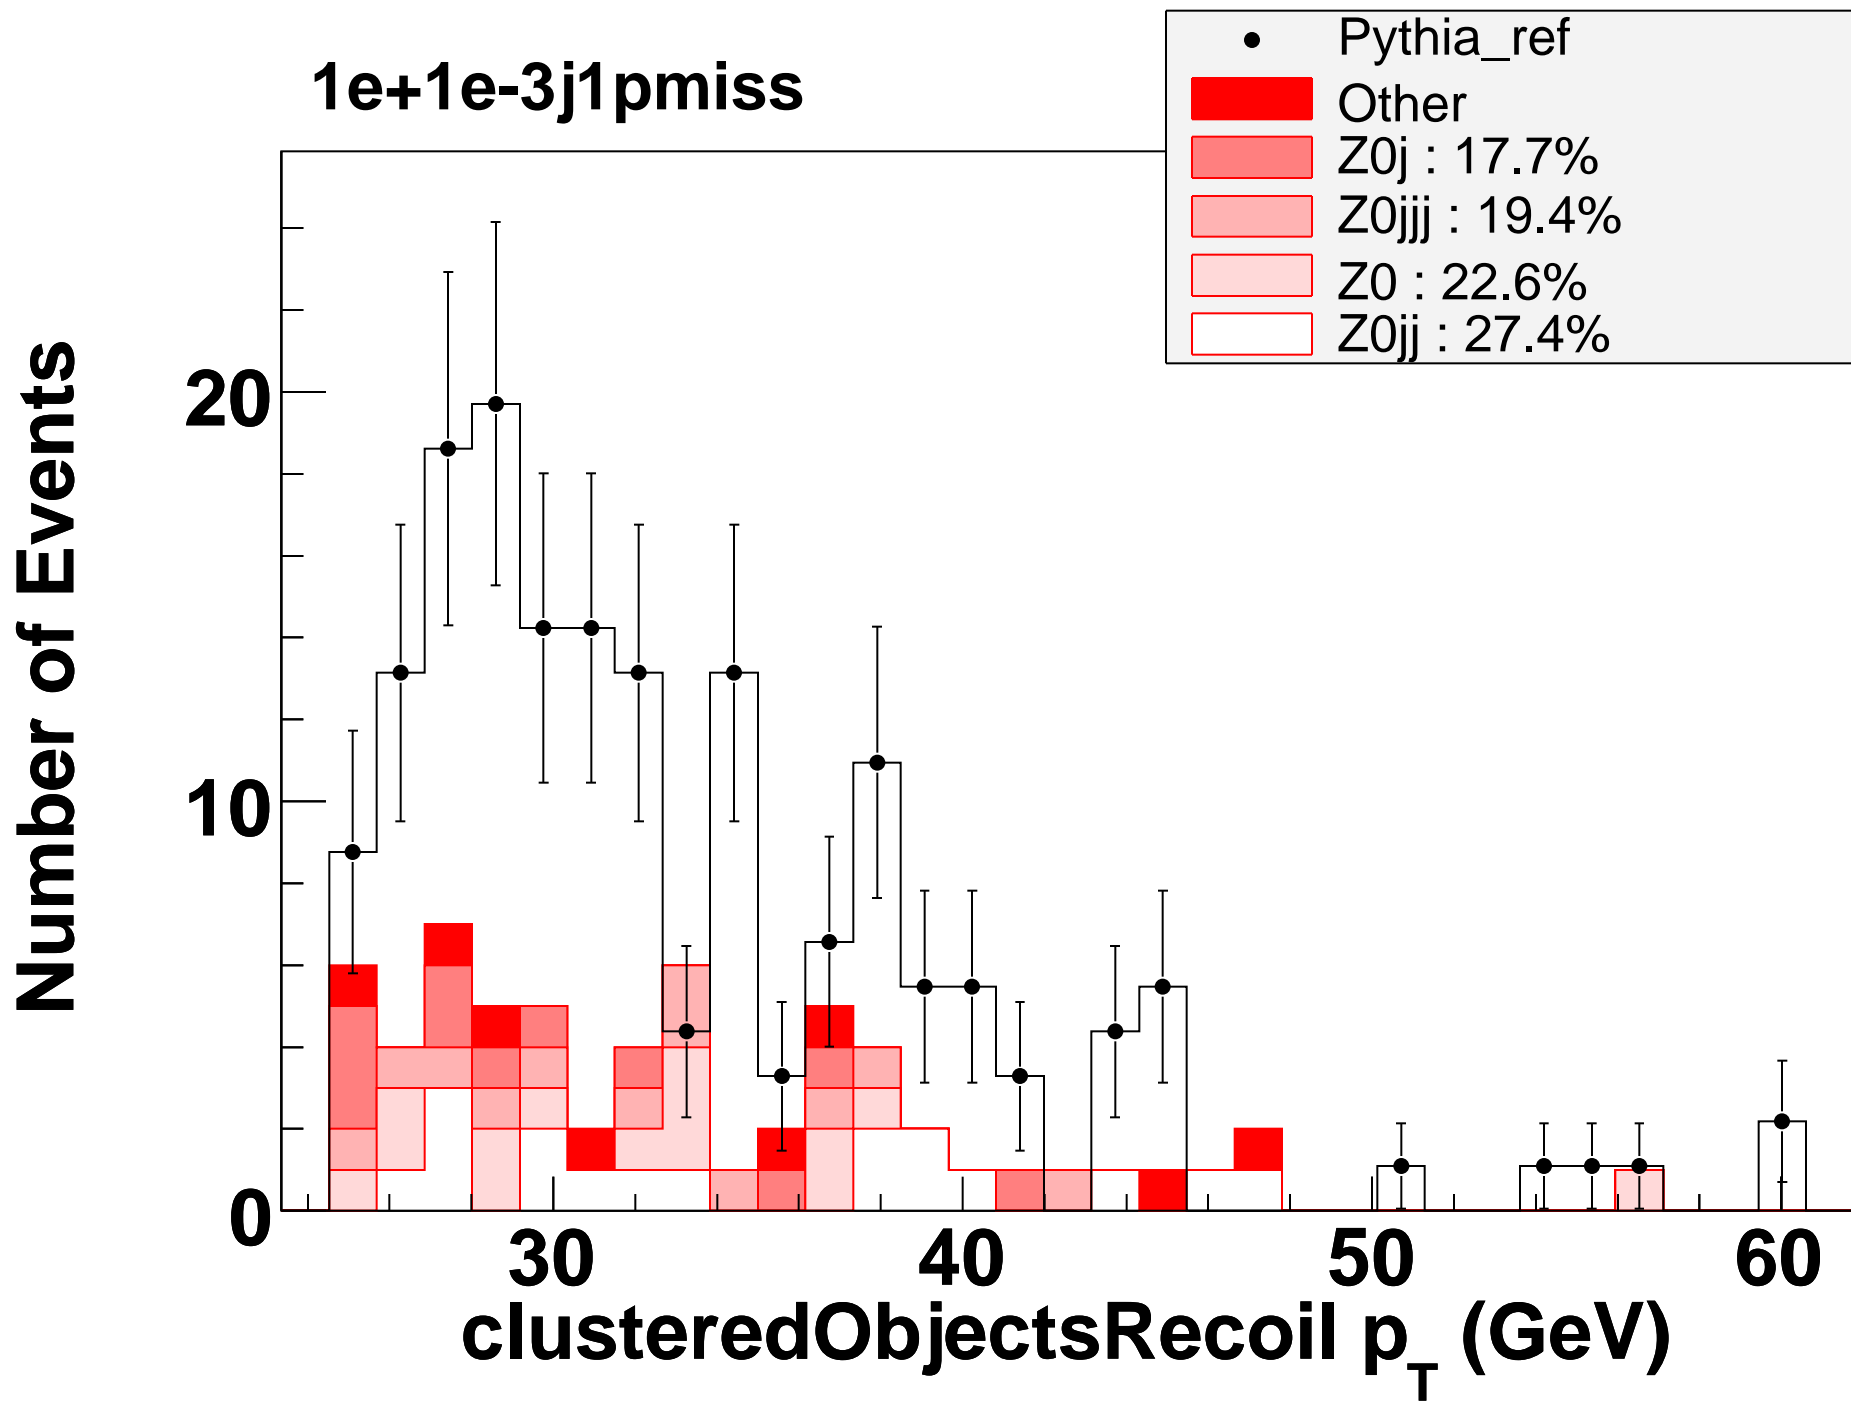 1e+1e-3j1pmiss
Pythia_ref
Other
Z0j : 17.7%
Z0jjj : 19.4%
Z0 : 22.6%
Z0jj : 27.4%
Number of Events
20
10
0
30 40 50 60
clusteredObjectsRecoil p_T (GeV)